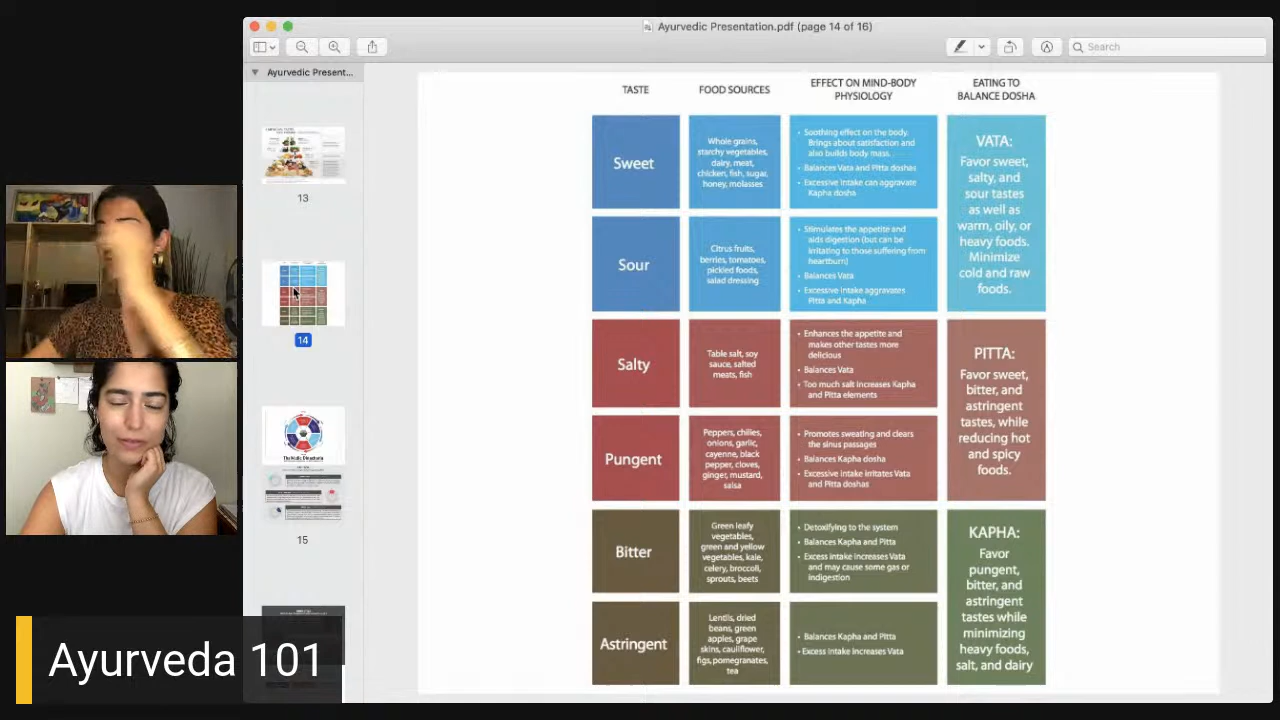 Ayurvedic Presentation.pdf (page 14 of 16)
Search
Ayurvedic Present...
13
14
15
TASTE
FOOD SOURCES
EFFECT ON MIND-BODY
PHYSIOLOGY
EATING TO
BALANCE DOSHA
Sweet
Whole grains,
starchy vegetables,
dairy, meat,
chicken, fish, sugar,
honey, molasses
• Soothing effect on the body.
Brings about satisfaction and
also builds body mass.
• Balances Vata and Pitta doshas
• Excessive intake can aggravate
Kapha dosha
VATA:
Favor sweet,
salty, and
sour tastes
as well as
warm, oily, or
heavy foods.
Minimize
cold and raw
foods.
Sour
Citrus fruits,
berries, tomatoes,
pickled foods,
salad dressing
• Stimulates the appetite and
aids digestion (but can be
irritating to those suffering from
heartburn)
• Balances Vata
• Excessive intake aggravates
Pitta and Kapha
Salty
Table salt, soy
sauce, salted
meats, fish
• Enhances the appetite and
makes other tastes more
delicious
• Balances Vata
• Too much salt increases Kapha
and Pitta elements
PITTA:
Favor sweet,
bitter, and
astringent
tastes, while
reducing hot
and spicy
foods.
Pungent
Peppers, chilies,
onions, garlic,
cayenne, black
pepper, cloves,
ginger, mustard,
salsa
• Promotes sweating and clears
the sinus passages
• Balances Kapha dosha
• Excessive intake irritates Vata
and Pitta doshas
Bitter
Green leafy
vegetables,
green and yellow
vegetables, kale,
celery, broccoli,
sprouts, beets
• Detoxifying to the system
• Balances Kapha and Pitta
• Excess intake increases Vata
and may cause some gas or
indigestion
KAPHA:
Favor
pungent,
bitter, and
astringent
tastes while
minimizing
heavy foods,
salt, and dairy
Astringent
Lentils, dried
beans, green
apples, grape
skins, cauliflower,
figs, pomegranates,
tea
• Balances Kapha and Pitta
• Excess intake increases Vata
Ayurveda 101